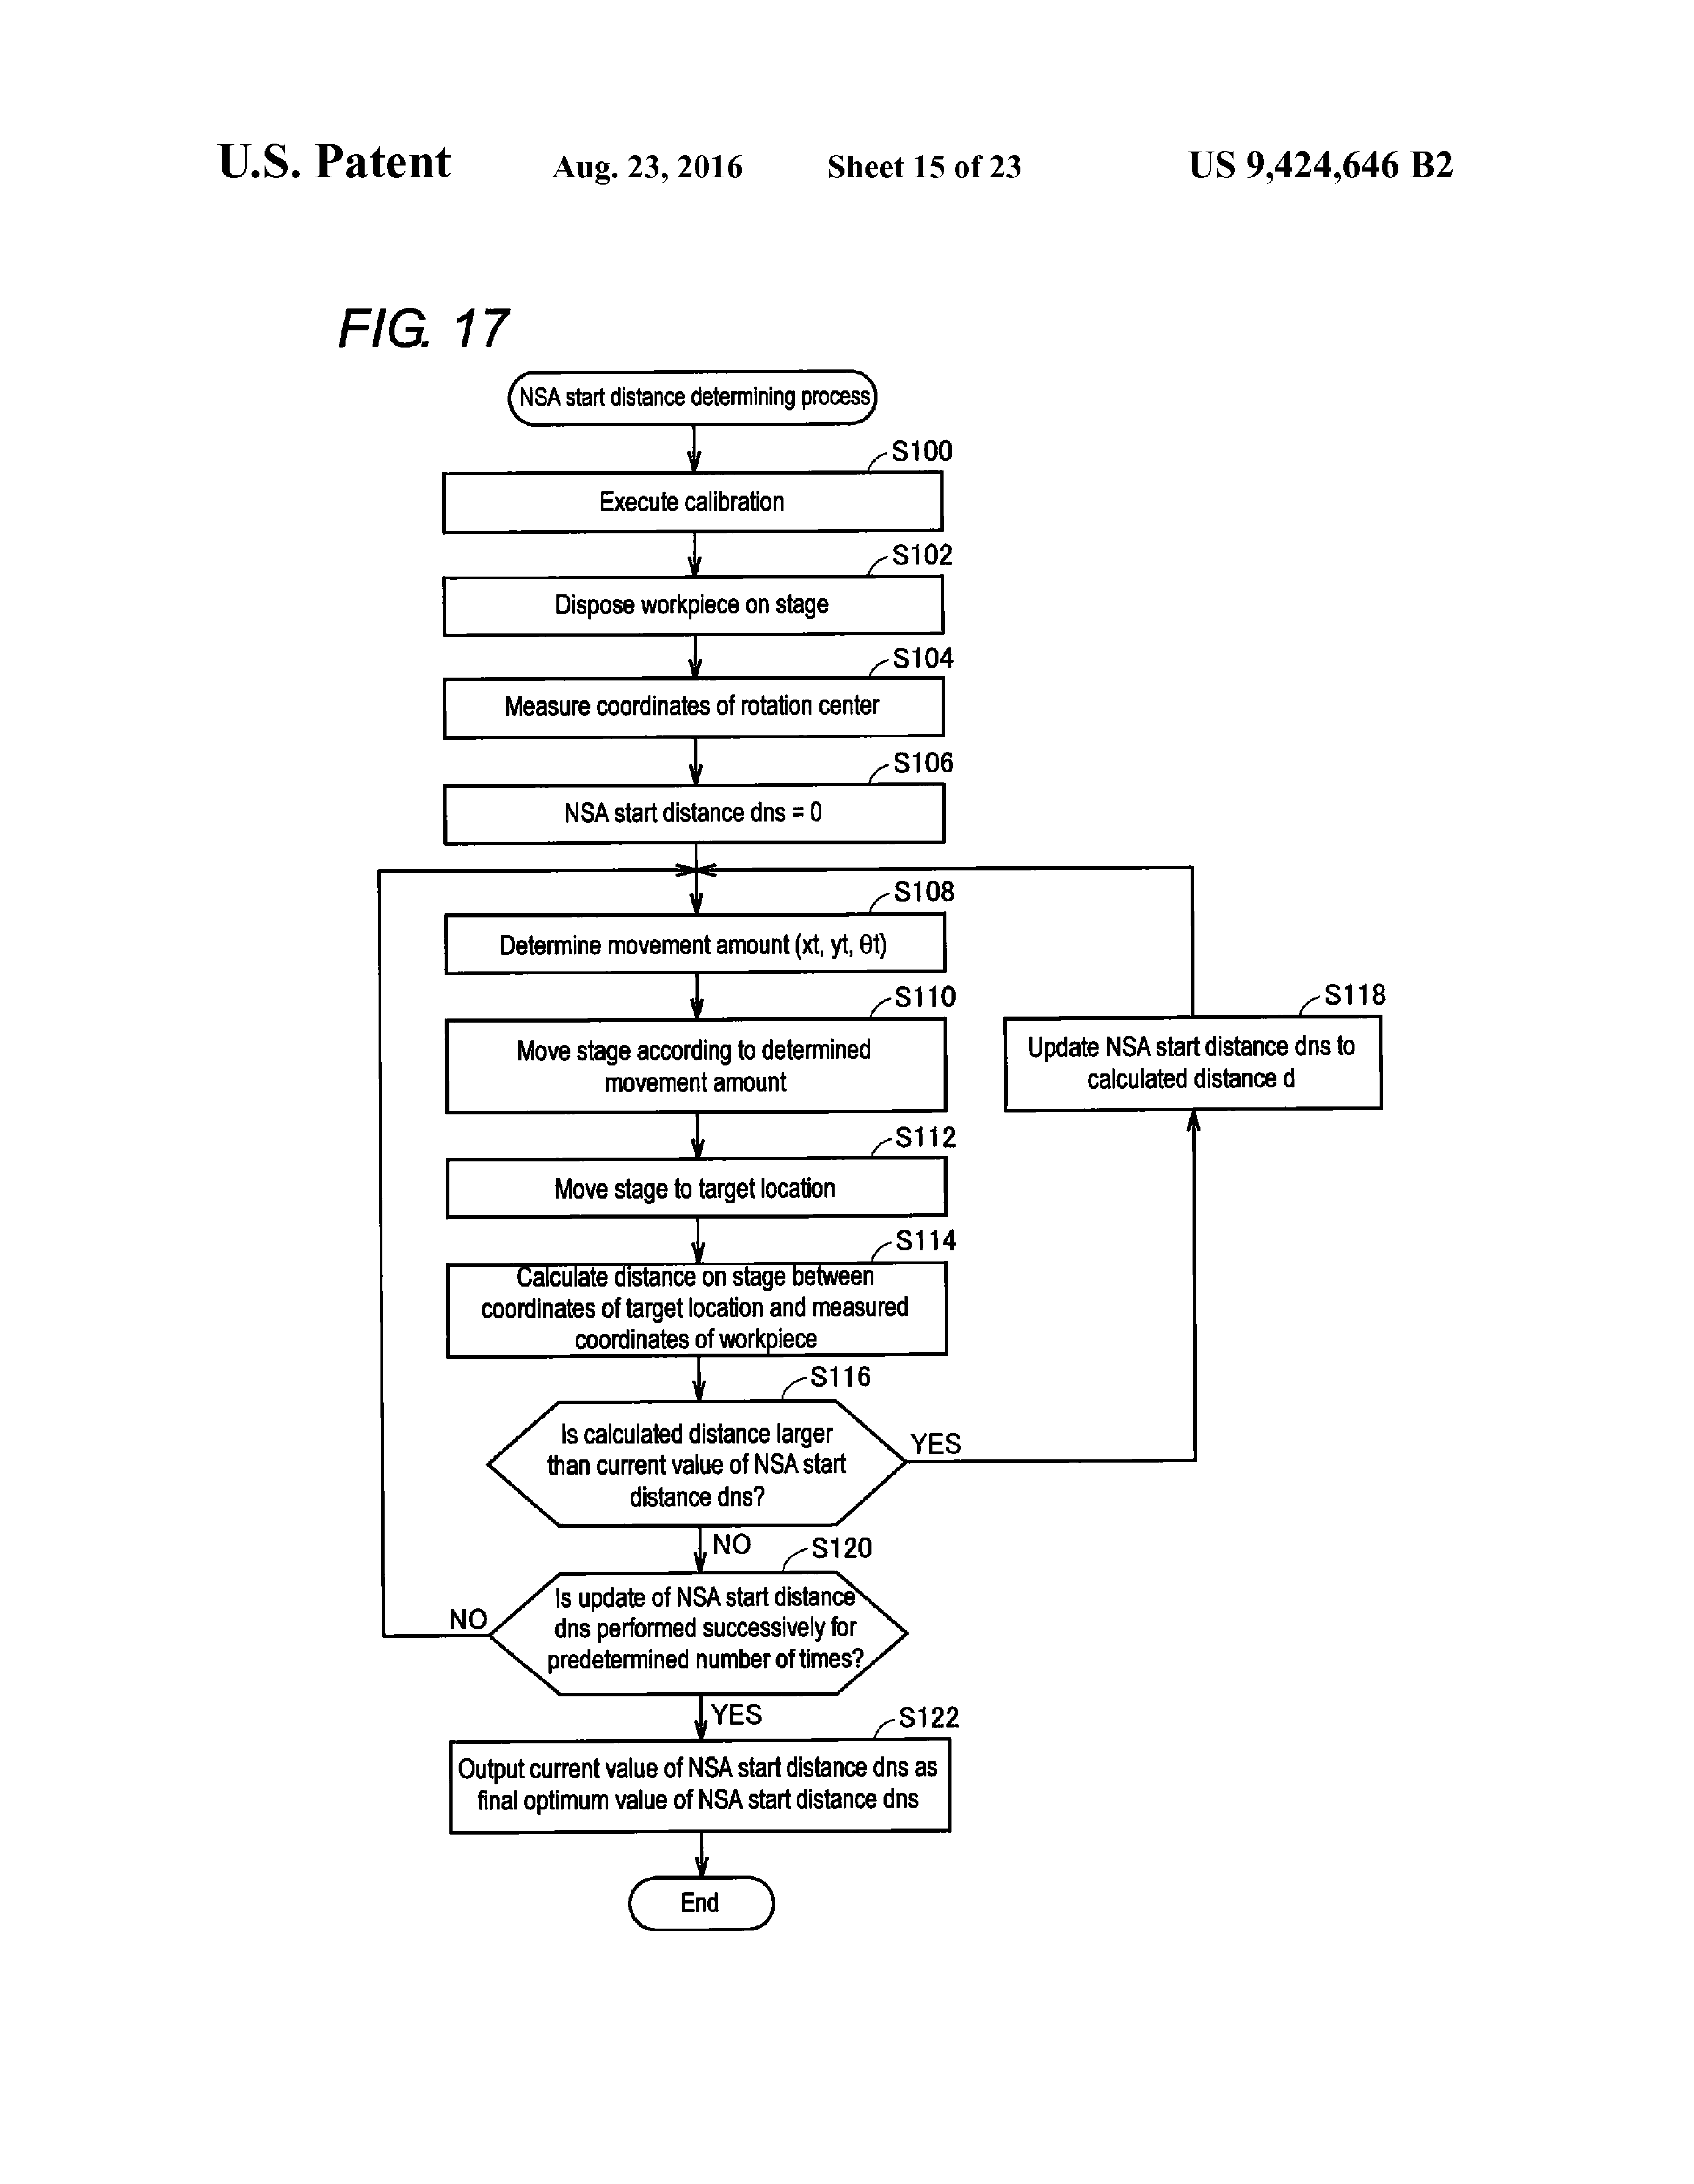 U.S. Patent Aug. 23, 2016 Sheet 15 of 23 US 9,424,646 B2
FIG. 17
NSA start distance determining process
S100
Execute calibration
S102
Dispose workpiece on stage
S104
Measure coordinates of rotation center
S106
NSA start distance dns = 0
S108
Determine movement amount (xt, yt, θt)
S110
Move stage according to determined
movement amount
S118
Update NSA start distance dns to
calculated distance d
S112
Move stage to target location
S114
Calculate distance on stage between
coordinates of target location and measured
coordinates of workpiece
S116
Is calculated distance larger
than current value of NSA start
distance dns?
YES
NO
S120
Is update of NSA start distance
dns performed successively for
predetermined number of times?
NO
YES
S122
Output current value of NSA start distance dns as
final optimum value of NSA start distance dns
End